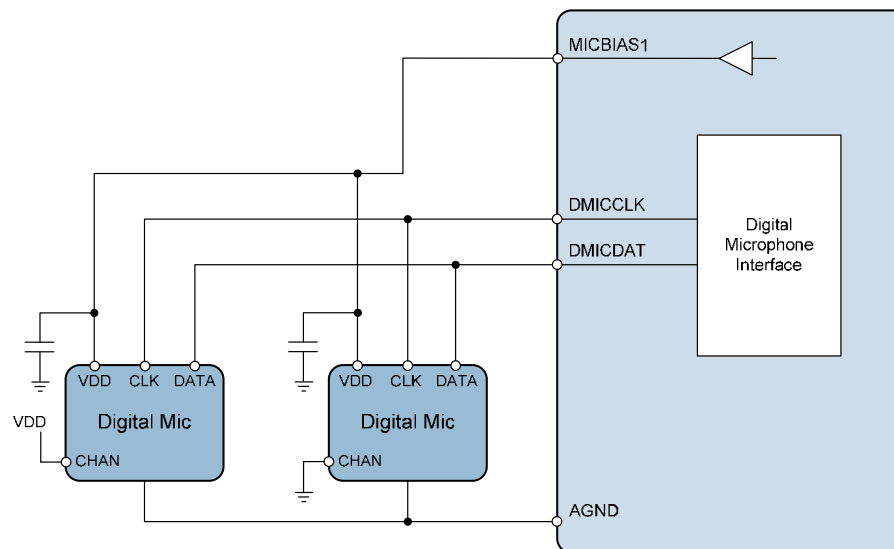 MICBIAS1
DMICCLK
DMICDAT
Digital
Microphone
Interface
VDD CLK DATA
Digital Mic
VDD
CHAN
VDD CLK DATA
Digital Mic
CHAN
AGND